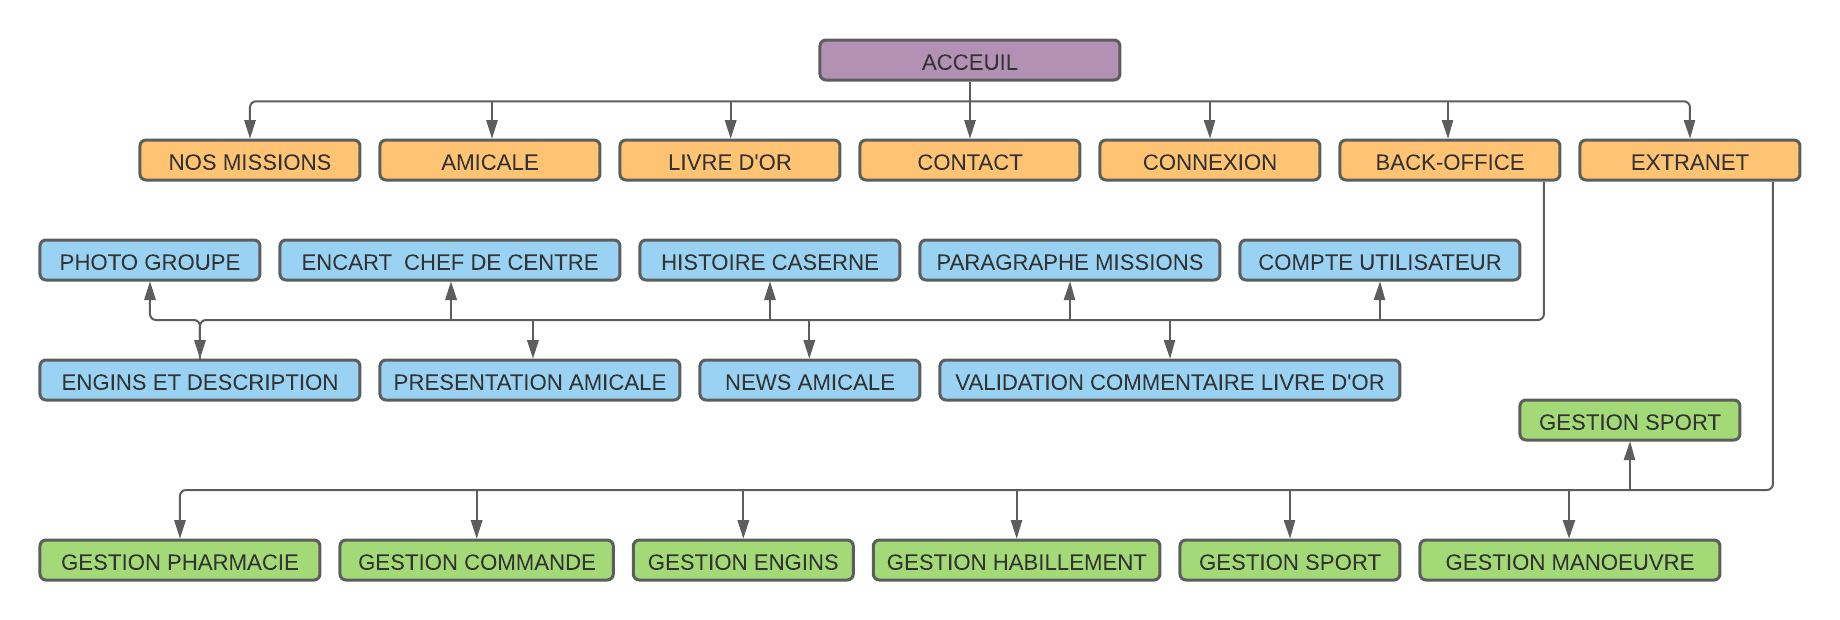 ACCEUIL
NOS MISSIONS
AMICALE
LIVRE D'OR
CONTACT
CONNEXION
BACK-OFFICE
EXTRANET
PHOTO GROUPE
ENCART  CHEF DE CENTRE
HISTOIRE CASERNE
PARAGRAPHE MISSIONS
COMPTE UTILISATEUR
ENGINS ET DESCRIPTION
PRESENTATION AMICALE
NEWS AMICALE
VALIDATION COMMENTAIRE LIVRE D'OR
GESTION SPORT
GESTION PHARMACIE
GESTION COMMANDE
GESTION ENGINS
GESTION HABILLEMENT
GESTION SPORT
GESTION MANOEUVRE